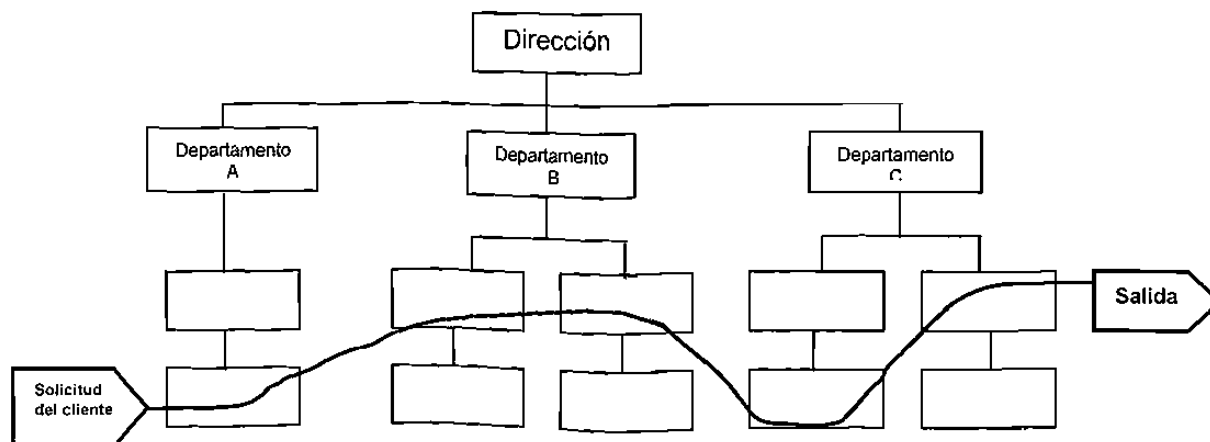 Dirección
Departamento
A
Departamento
B
Departamento
C
Salida
Solicitud
del cliente